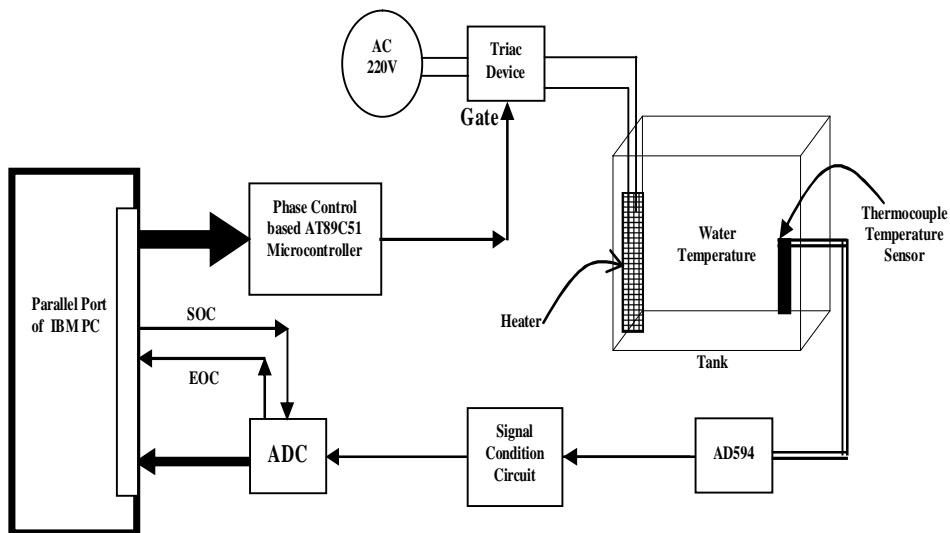 AC
220V
Triac
Device
Gate
Phase Control
based AT89C51
Microcontroller
Water
Temperature
Thermocouple
Temperature
Sensor
Parallel Port
of IBM PC
SOC
EOC
Heater
Tank
ADC
Signal
Condition
Circuit
AD594